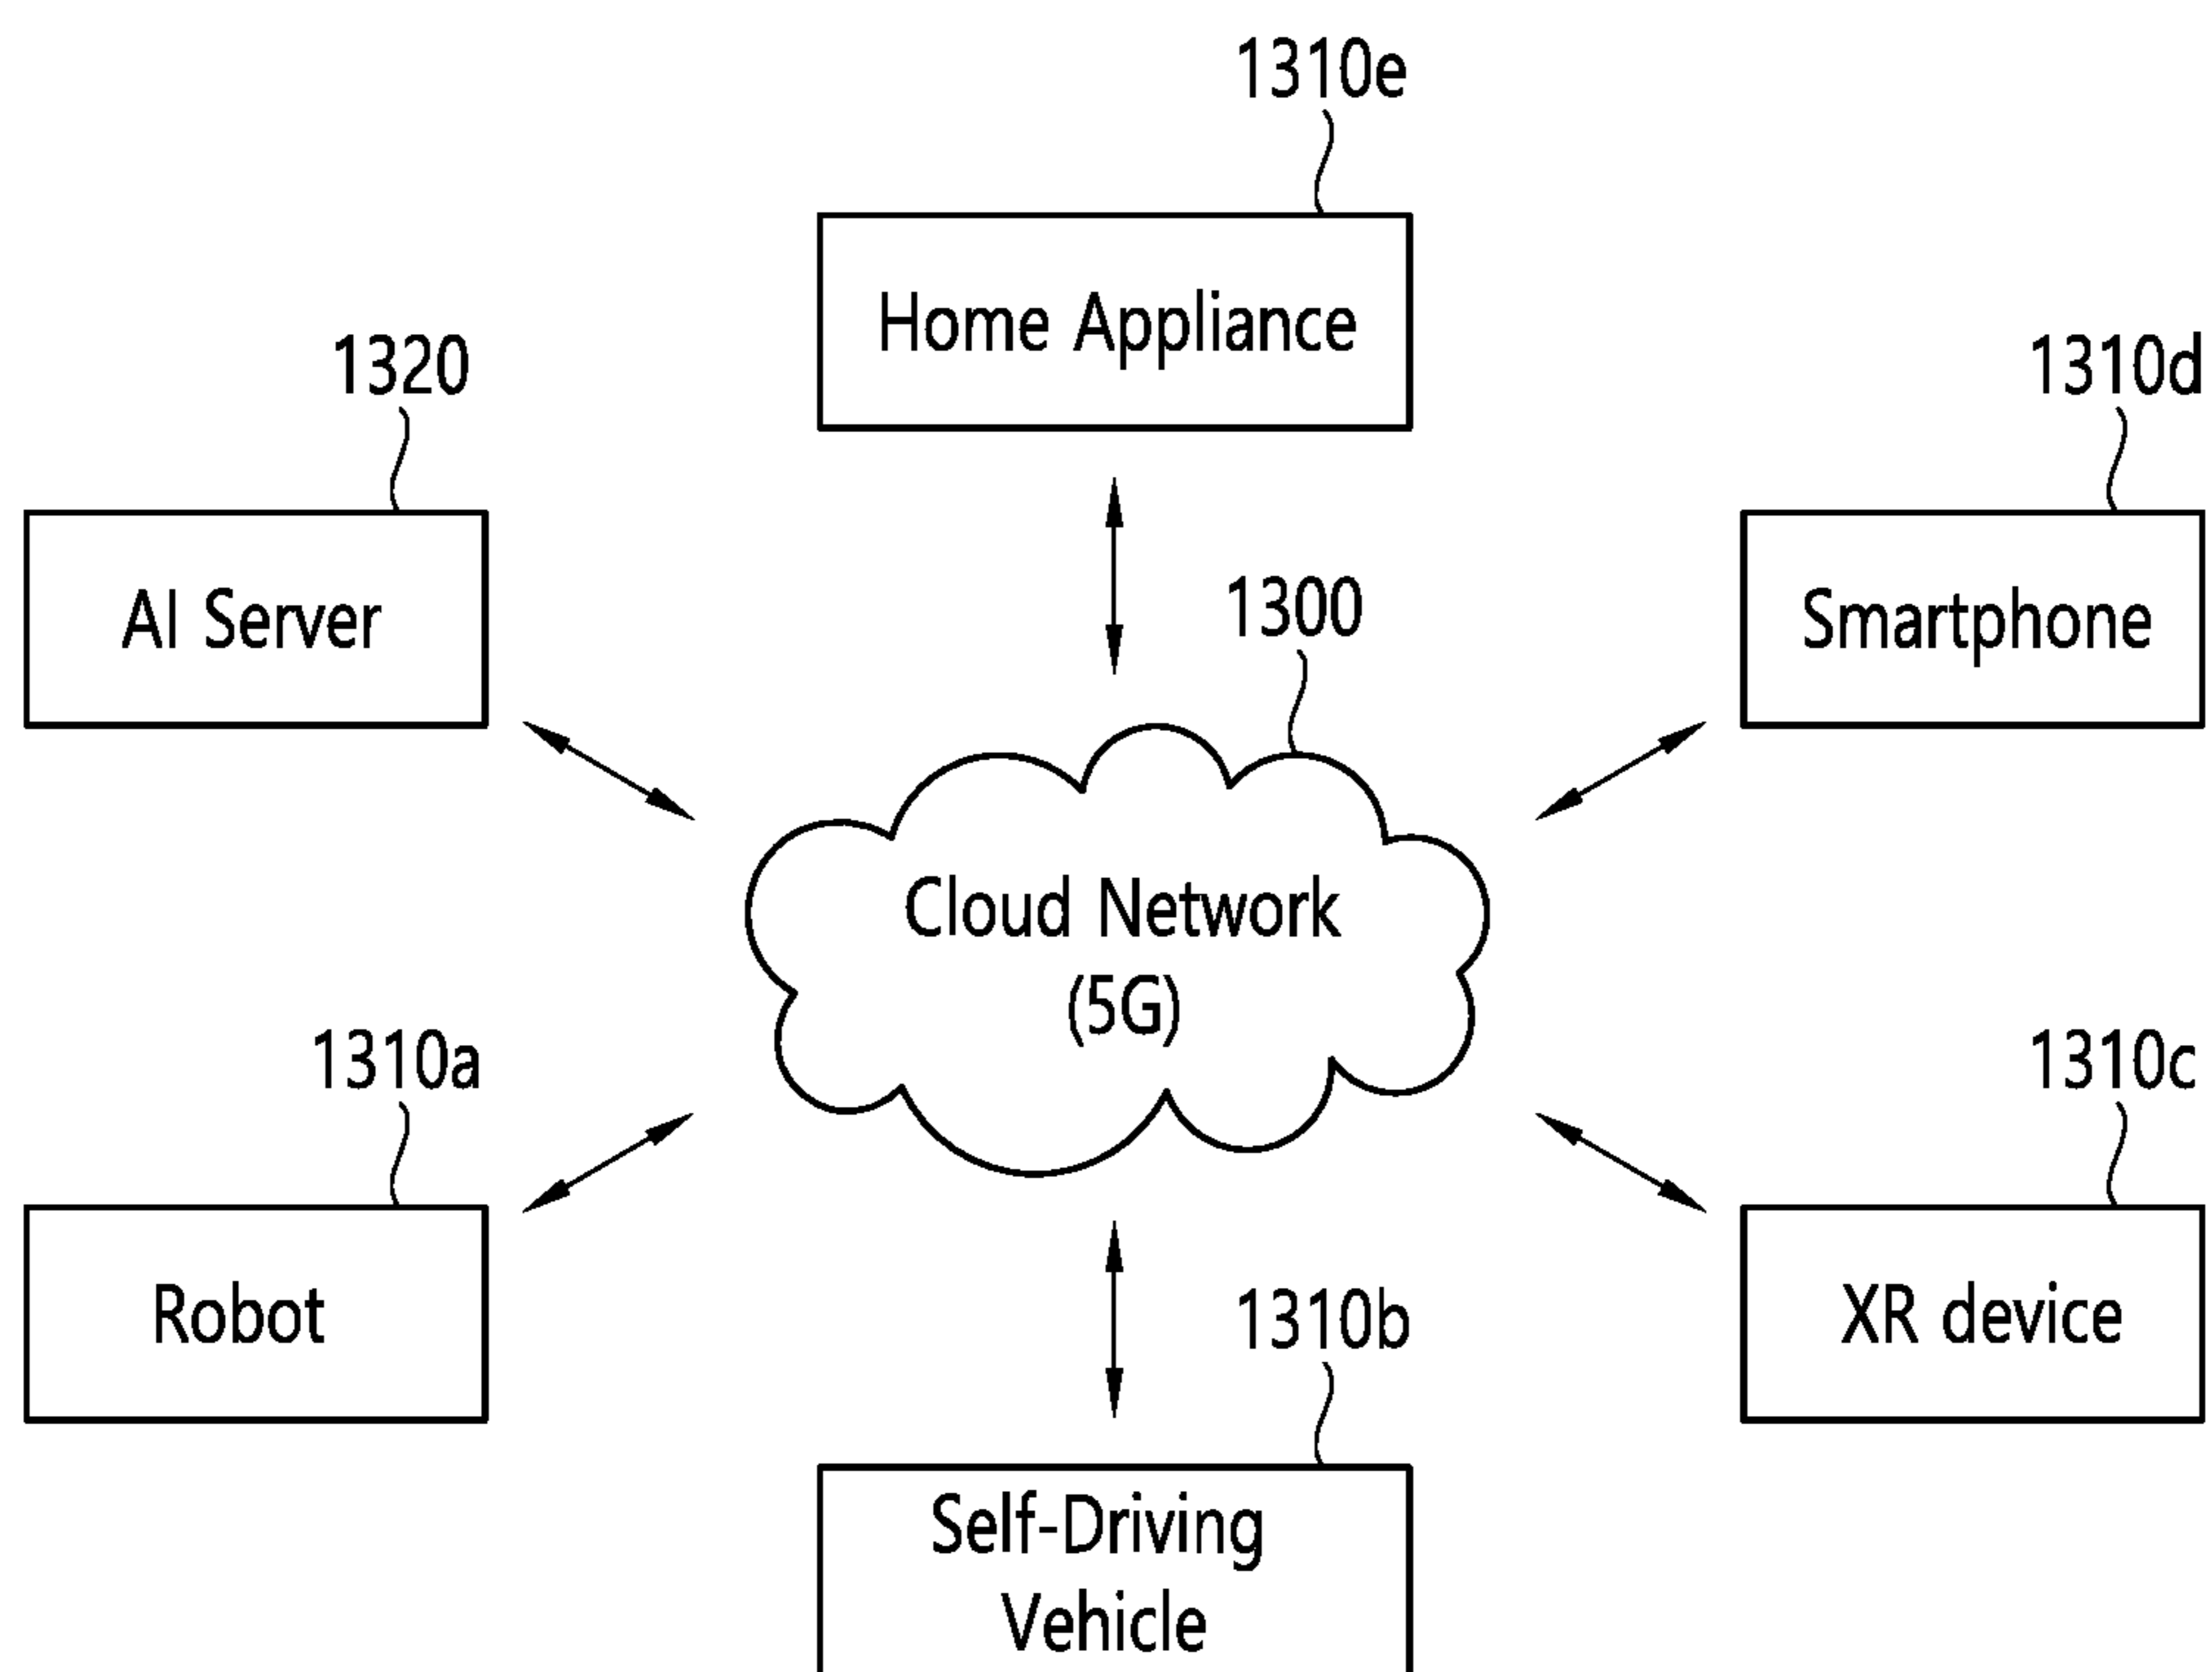 1310e
Home Appliance
1320
1310d
AI Server
1300
Smartphone
Cloud Network
(5G)
1310a
1310c
Robot
1310b
XR device
Self-Driving
Vehicle